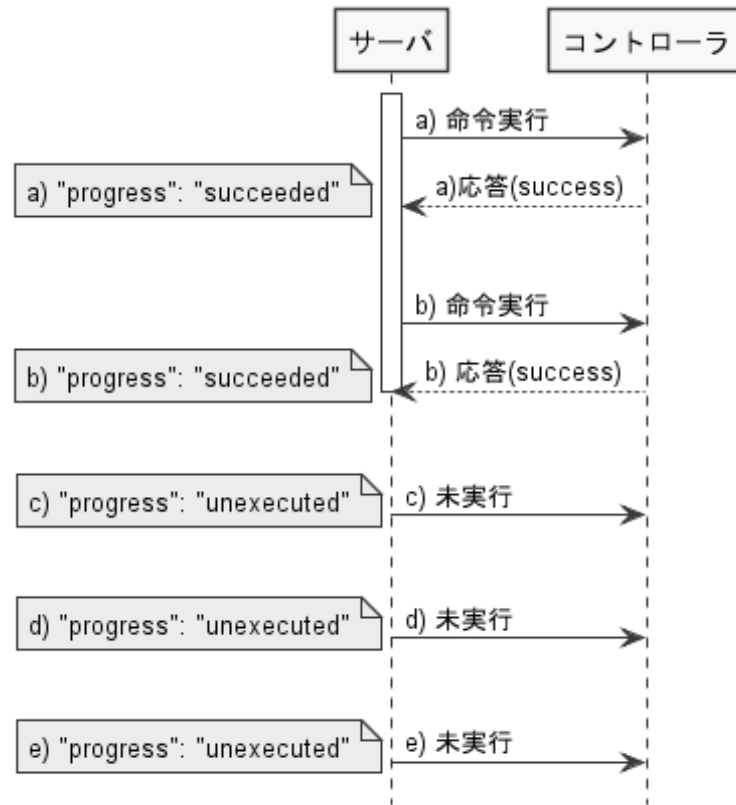 サーバ
コントローラ
a) 命令実行
a) "progress": "succeeded"
a)応答(success)
b) 命令実行
b) "progress": "succeeded"
b) 応答(success)
c) "progress": "unexecuted"
c) 未実行
d) "progress": "unexecuted"
d) 未実行
e) "progress": "unexecuted"
e) 未実行